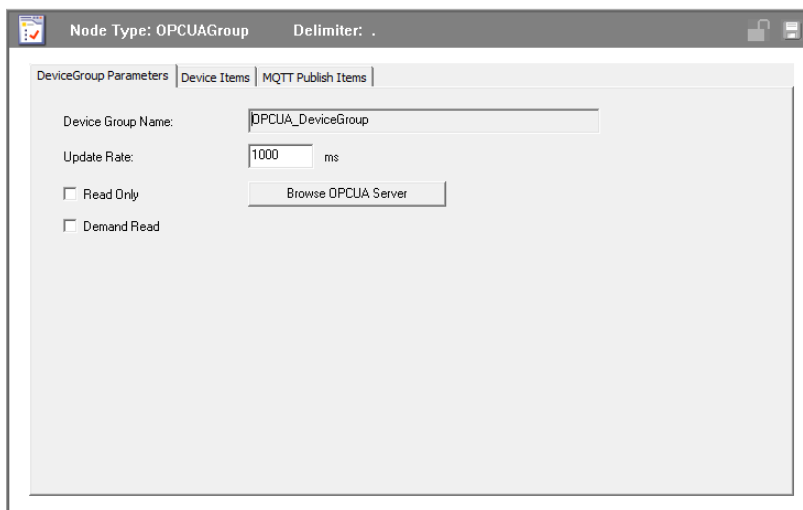 Node Type: OPCUAGroup Delimiter: .
DeviceGroup Parameters Device Items MQTT Publish Items
Device Group Name: OPCUA_DeviceGroup
Update Rate: 1000 ms
Read Only Browse OPCUA Server
Demand Read